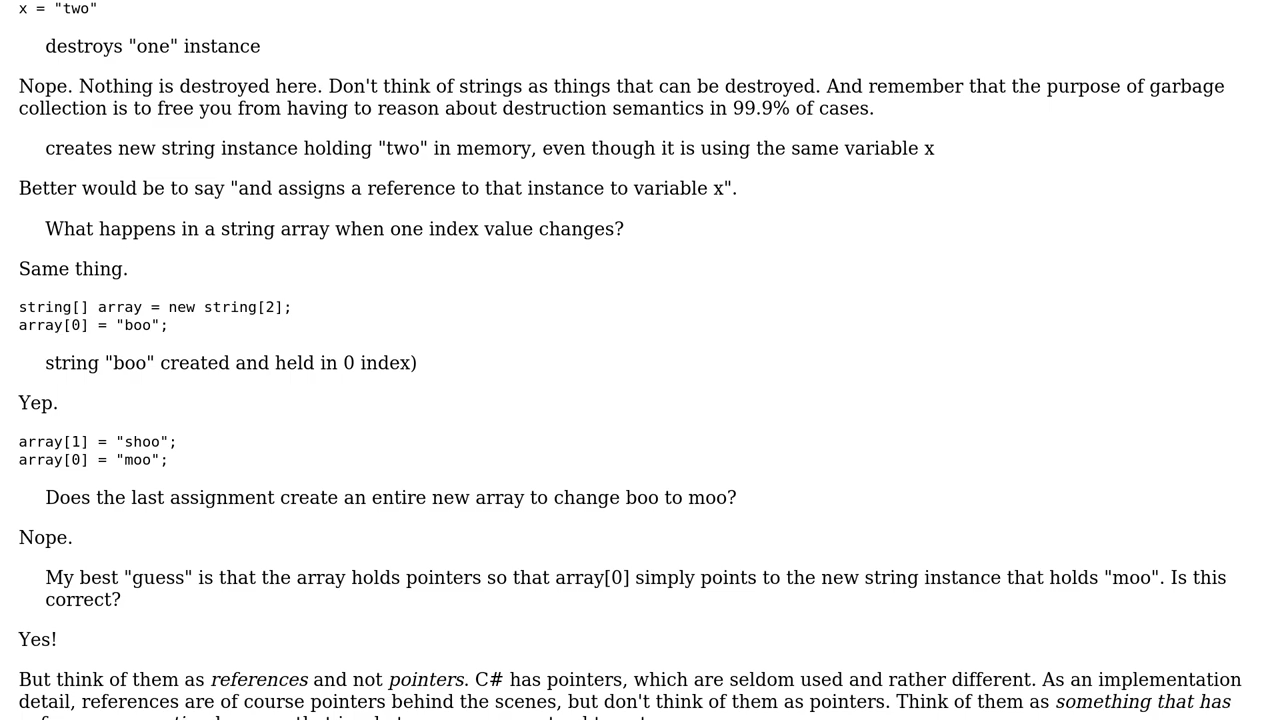 x = "two"
destroys "one" instance
Nope. Nothing is destroyed here. Don't think of strings as things that can be destroyed. And remember that the purpose of garbage
collection is to free you from having to reason about destruction semantics in 99.9% of cases.
creates new string instance holding "two" in memory, even though it is using the same variable x
Better would be to say "and assigns a reference to that instance to variable x".
What happens in a string array when one index value changes?
Same thing.
string[] array = new string[2];
array[0] = "boo";
string "boo" created and held in 0 index)
Yep.
array[1] = "shoo";
array[0] = "moo";
Does the last assignment create an entire new array to change boo to moo?
Nope.
My best "guess" is that the array holds pointers so that array[0] simply points to the new string instance that holds "moo". Is this
correct?
Yes!
But think of them as references and not pointers. C# has pointers, which are seldom used and rather different. As an implementation
detail, references are of course pointers behind the scenes, but don't think of them as pointers. Think of them as something that has